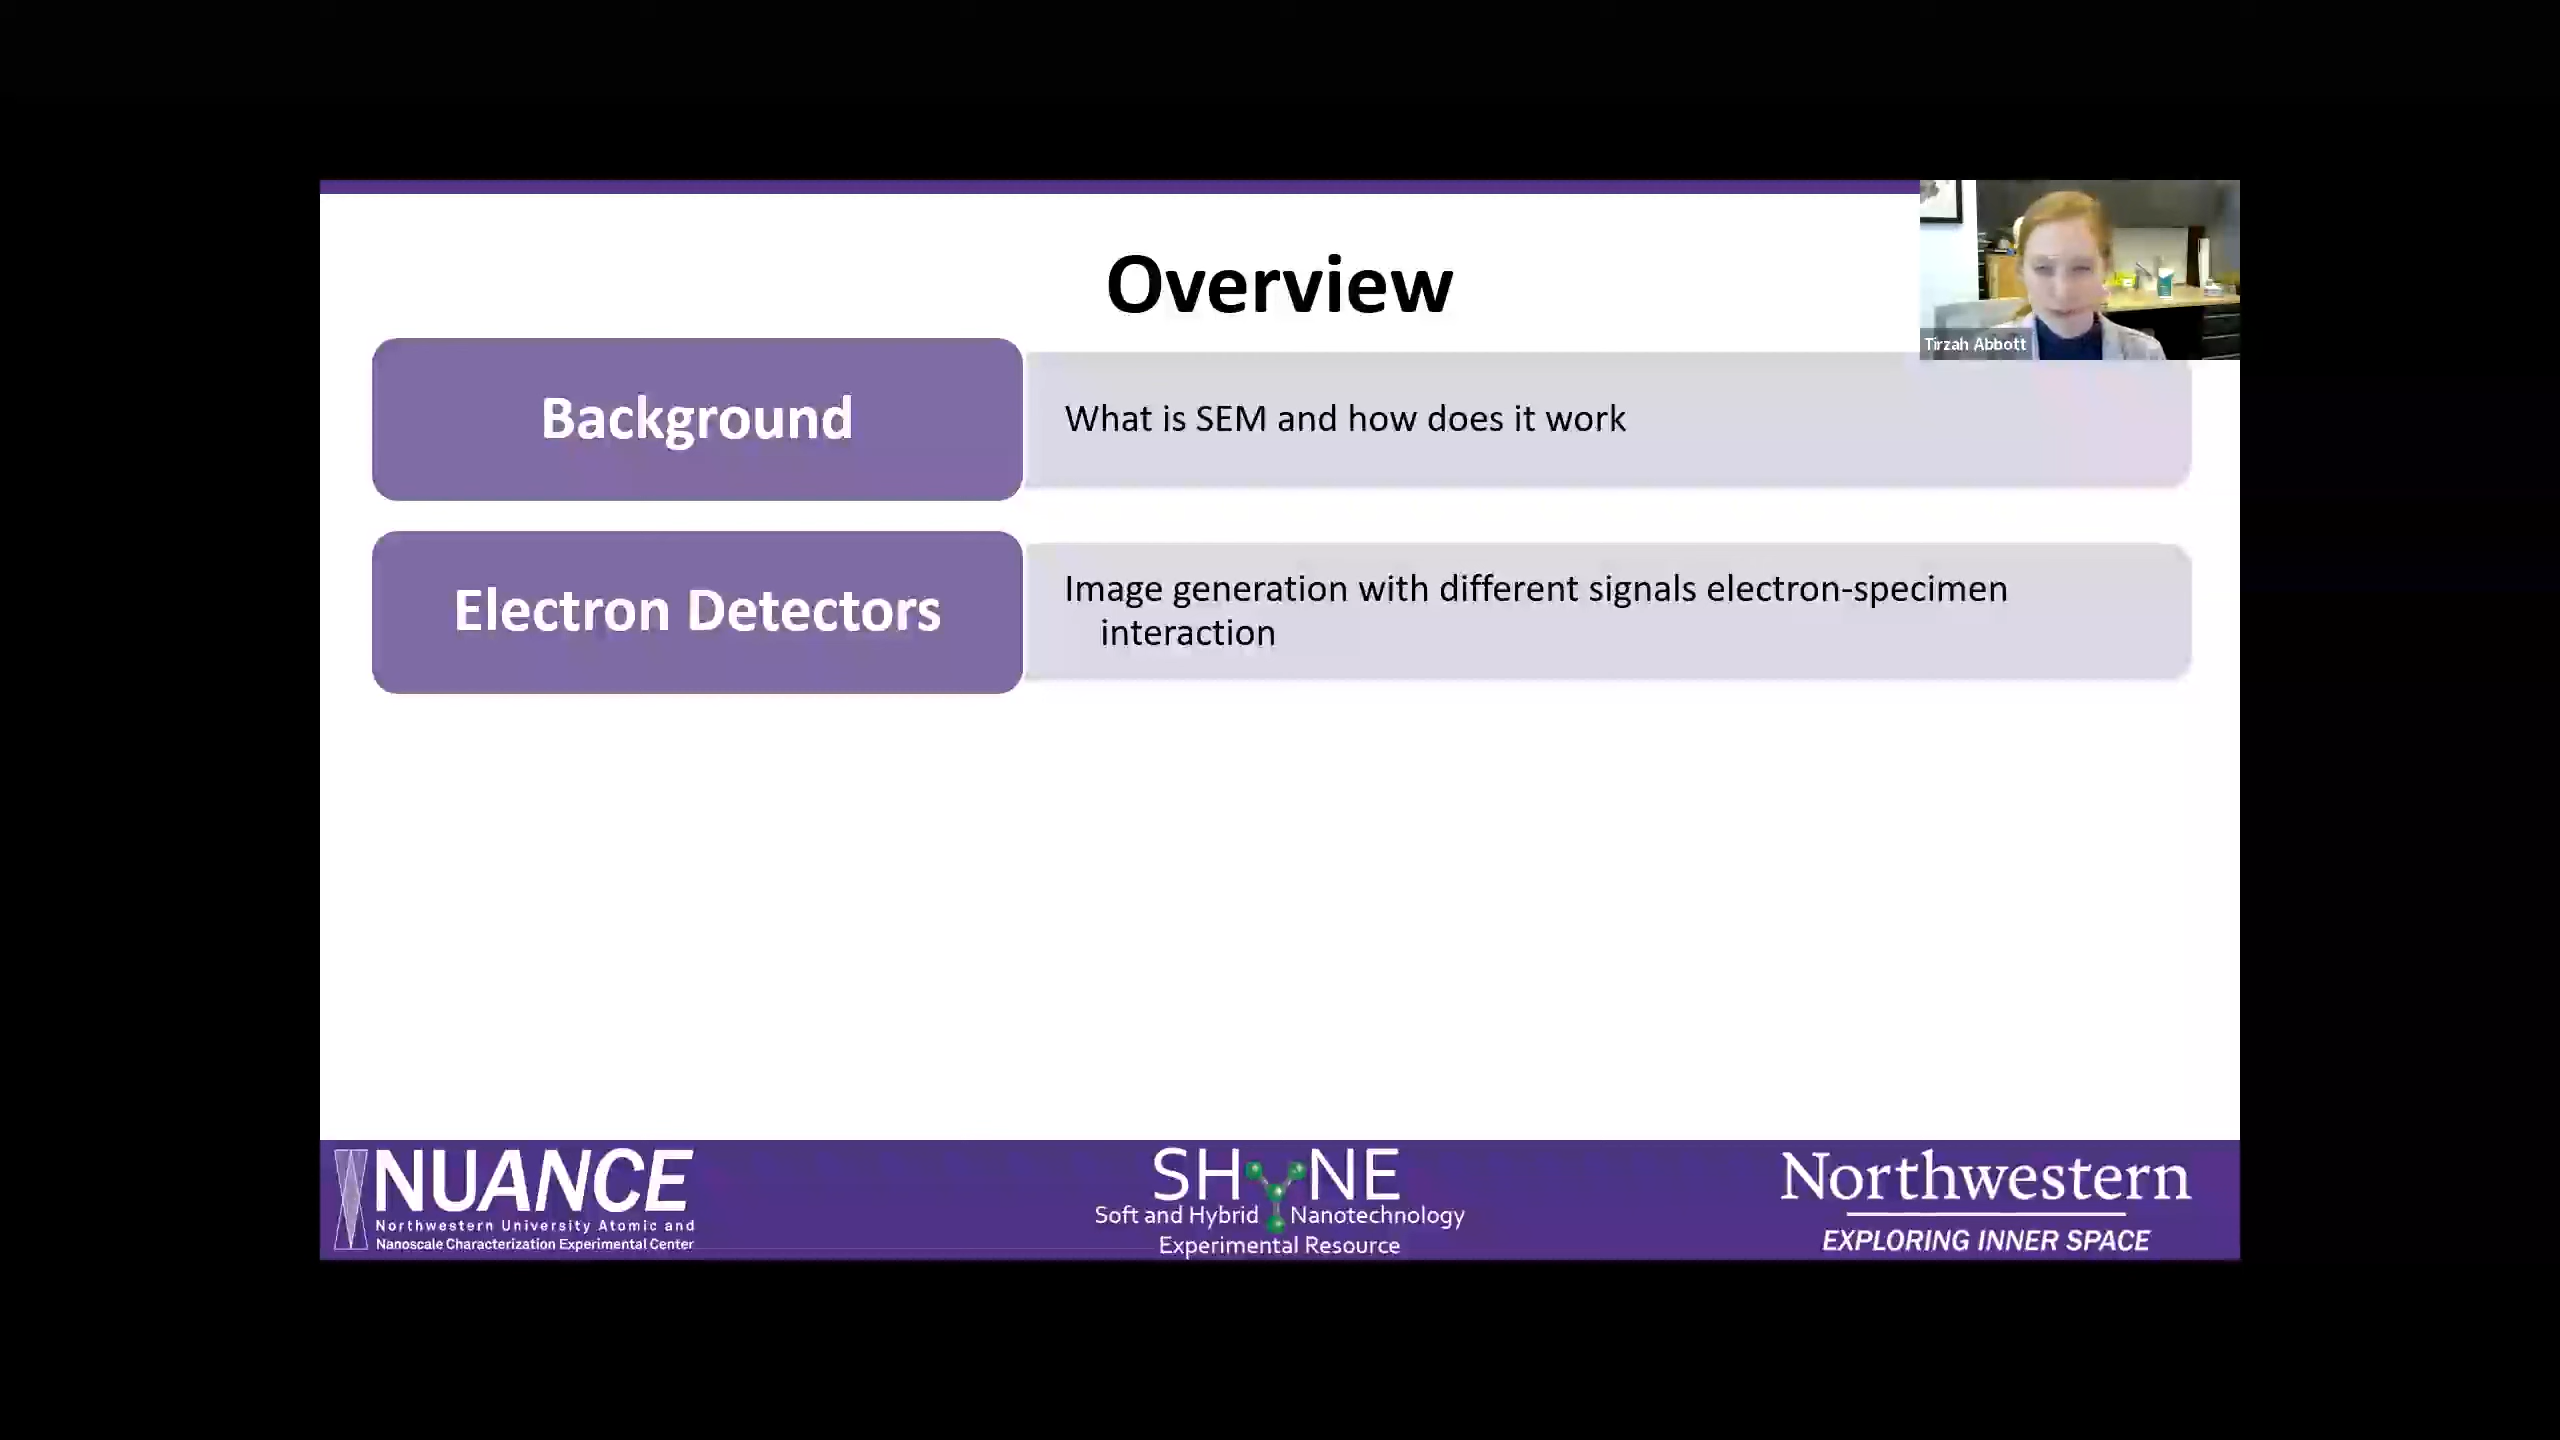 Overview
Tirzah Abbott
Background
What is SEM and how does it work
Electron Detectors
Image generation with different signals electron-specimen
interaction
NUANCE
Northwestern University Atomic and
Nanoscale Characterization Experimental Center
SHYNE
Soft and Hybrid Nanotechnology
Experimental Resource
Northwestern
EXPLORING INNER SPACE